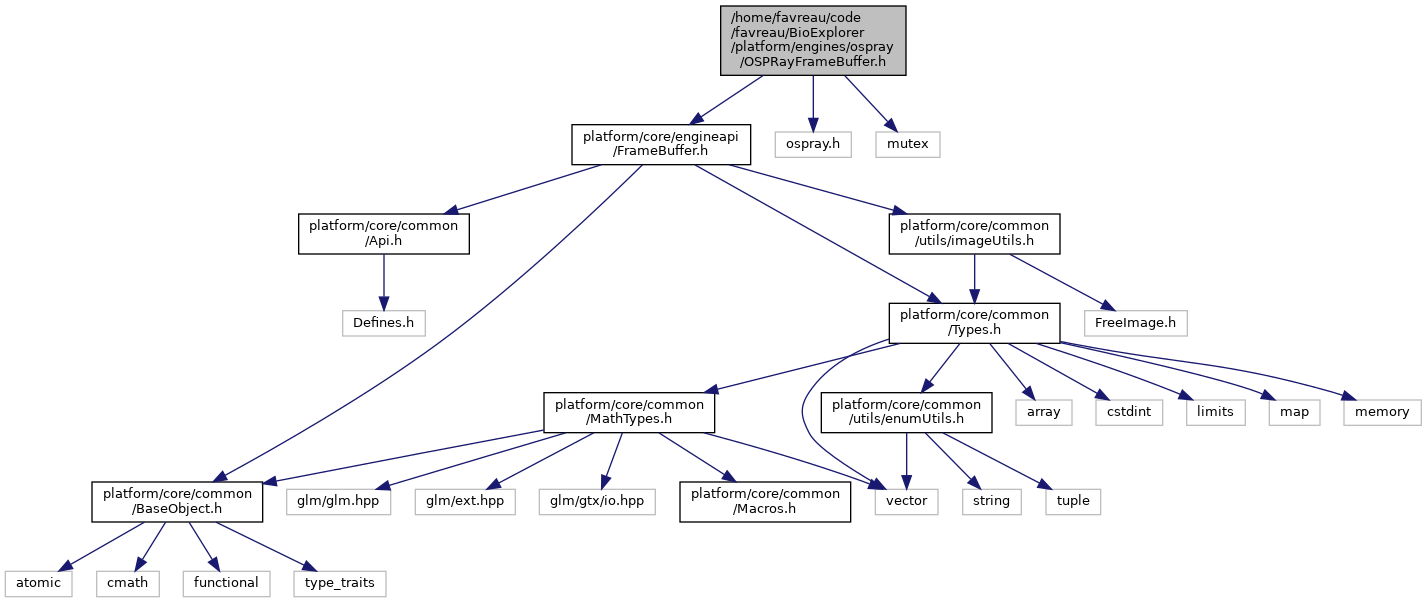 /home/favreau/code
/favreau/BioExplorer
/platform/engines/ospray
/OSPRayFrameBuffer.h
platform/core/engineapi
/FrameBuffer.h
ospray.h
mutex
platform/core/common
/Api.h
platform/core/common
/utils/imageUtils.h
Defines.h
platform/core/common
/Types.h
FreeImage.h
platform/core/common
/MathTypes.h
platform/core/common
/utils/enumUtils.h
array
cstdint
limits
map
memory
platform/core/common
/BaseObject.h
glm/glm.hpp
glm/ext.hpp
glm/gtx/io.hpp
platform/core/common
/Macros.h
vector
string
tuple
atomic
cmath
functional
type_traits